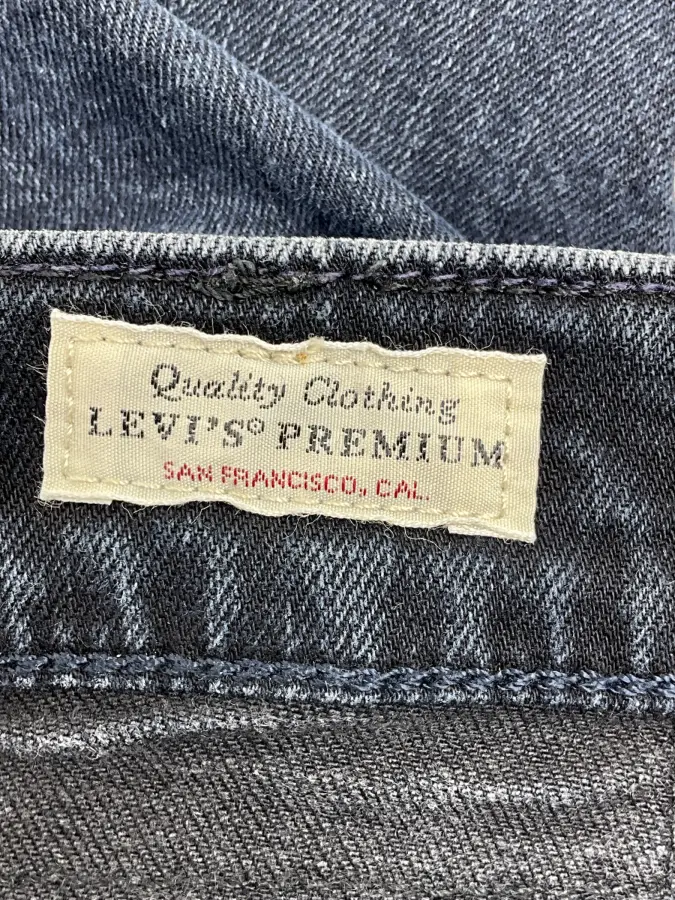 Quality Clothing
LEVI'S® PREMIUM
SAN FRANCISCO, CAL.